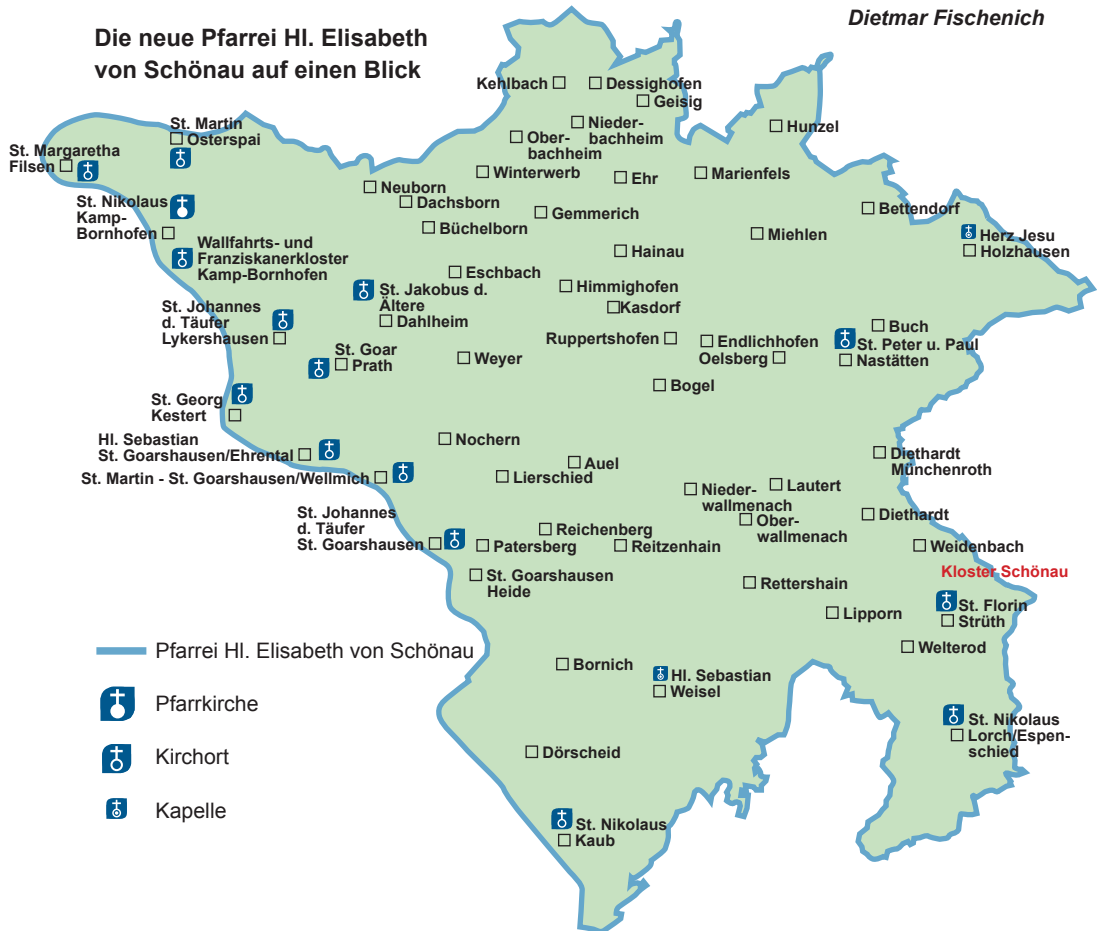 Dietmar Fischenich
Die neue Pfarrei Hl. Elisabeth
von Schönau auf einen Blick
Kehlbach
Dessighofen
Geisig
Nieder-
bachheim
Hunzel
St. Martin
Osterspai
Ober-
bachheim
St. Margaretha
Filsen
Winterwerb
Ehr
Marienfels
Neuborn
Dachsborn
St. Nikolaus
Kamp-
Bornhofen
Gemmerich
Bettendorf
Büchelborn
Miehlen
Herz Jesu
Holzhausen
Wallfahrts- und
Franziskanerkloster
Kamp-Bornhofen
Hainau
Eschbach
St. Jakobus d.
Ältere
Dahlheim
Himmighofen
Kasdorf
St. Johannes
d. Täufer
Lykershausen
Buch
Ruppertshofen
Endlichhofen
Oelsberg
St. Peter u. Paul
Nastätten
St. Goar
Prath
Weyer
Bogel
St. Georg
Kestert
Hl. Sebastian
St. Goarshausen/Ehrental
Nochern
Diethardt
Münchenroth
Auel
St. Martin - St. Goarshausen/Wellmich
Lierschied
Lautert
Nieder-
wallmenach
Ober-
wallmenach
Diethardt
St. Johannes
d. Täufer
St. Goarshausen
Reichenberg
Patersberg
Reitzenhain
Weidenbach
Kloster Schönau
St. Goarshausen
Heide
Rettershain
St. Florin
Strüth
Lipporn
Welterod
Pfarrei Hl. Elisabeth von Schönau
Bornich
Hl. Sebastian
Weisel
Pfarrkirche
St. Nikolaus
Lorch/Espen-
schied
Kirchort
Dörscheid
Kapelle
St. Nikolaus
Kaub